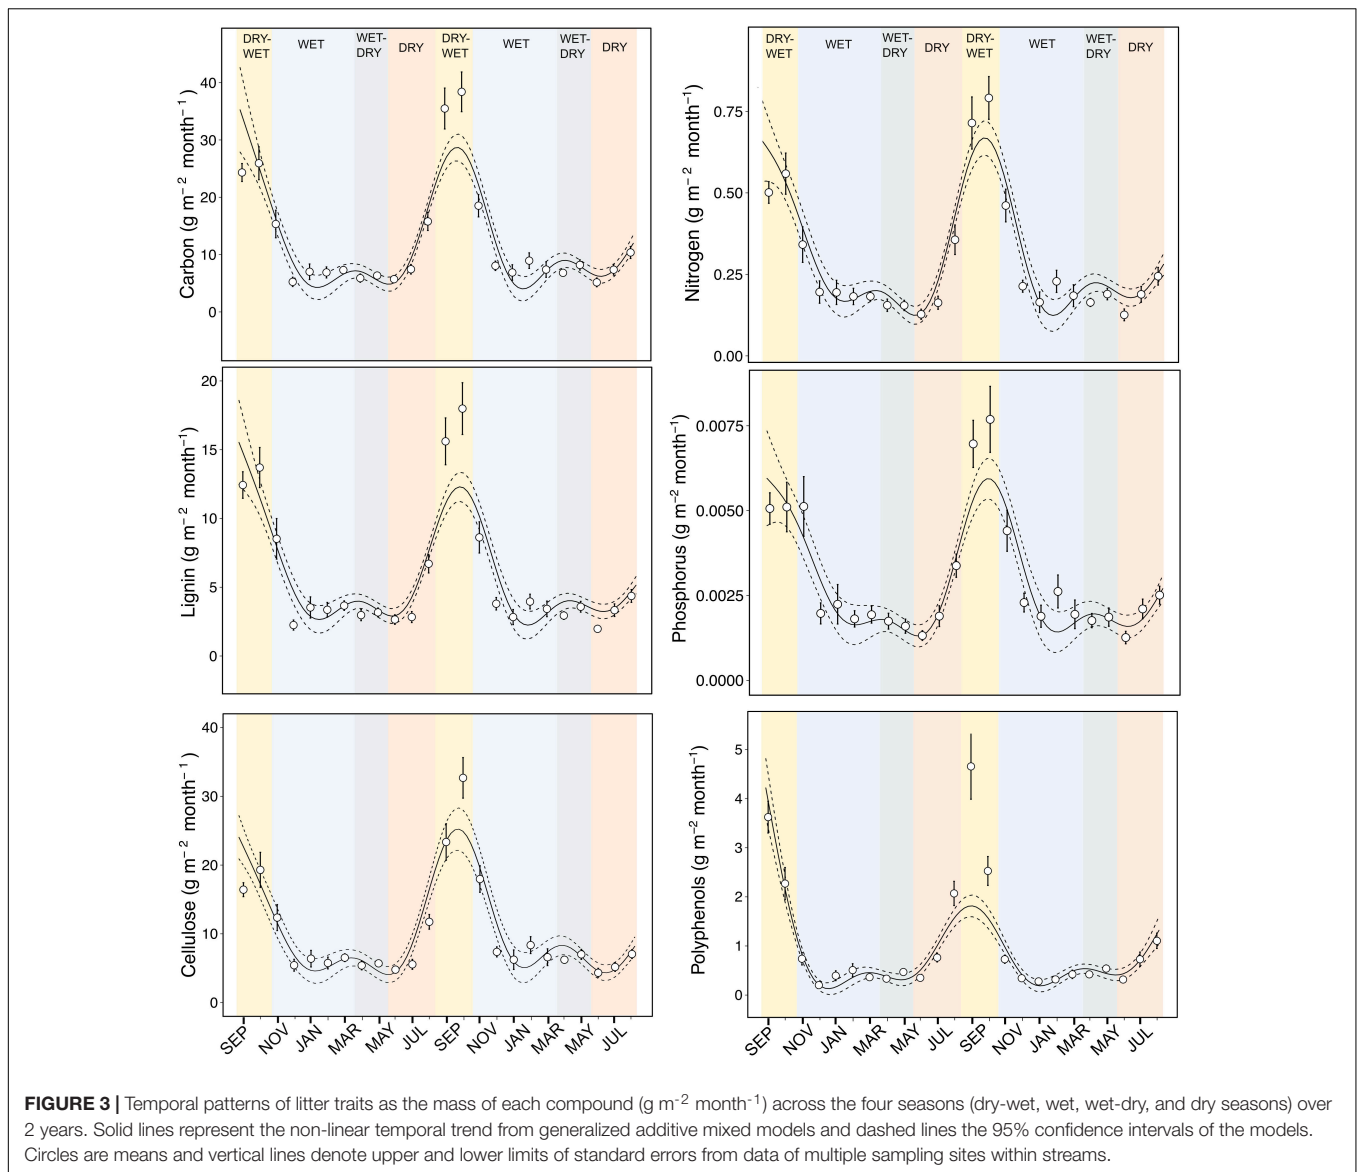 DRY-
WET
WET
WET-
DRY
DRY
DRY-
WET
WET
WET-
DRY
DRY
Carbon (g m⁻² month⁻¹)
40
30
20
10
0
DRY-
WET
WET
WET-
DRY
DRY
DRY-
WET
WET
WET-
DRY
DRY
Nitrogen (g m⁻² month⁻¹)
0.75
0.50
0.25
0.00
Lignin (g m⁻² month⁻¹)
20
15
10
5
0
Phosphorus (g m⁻² month⁻¹)
0.0075
0.0050
0.0025
0.0000
Cellulose (g m⁻² month⁻¹)
40
30
20
10
0
SEP NOV JAN MAR MAY JUL SEP NOV JAN MAR MAY JUL
Polyphenols (g m⁻² month⁻¹)
5
4
3
2
1
0
SEP NOV JAN MAR MAY JUL SEP NOV JAN MAR MAY JUL
FIGURE 3 | Temporal patterns of litter traits as the mass of each compound (g m-2 month-1) across the four seasons (dry-wet, wet, wet-dry, and dry seasons) over
2 years. Solid lines represent the non-linear temporal trend from generalized additive mixed models and dashed lines the 95% confidence intervals of the models.
Circles are means and vertical lines denote upper and lower limits of standard errors from data of multiple sampling sites within streams.